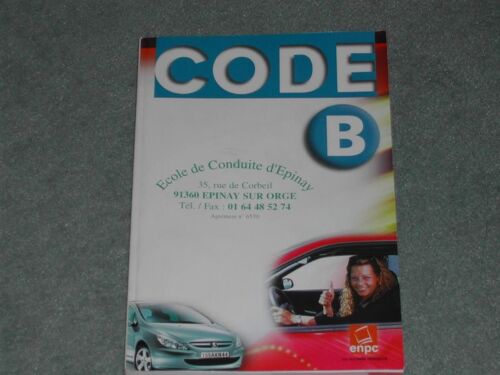 CODE
B
Ecole de Conduite d'Epinay
35, rue de Corbeil
91360 EPINAY SUR ORGE
Tél. / Fax : 01 64 48 52 74
enpc